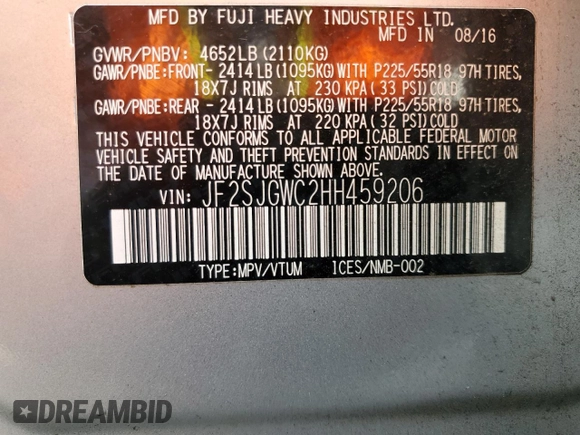 MFD BY FUJI HEAVY INDUSTRIES LTD.
MFD IN 08/16
GVWR/PNBV: 4652LB(2110KG)
GAWR/PNBE:FRONT- 2414LB(1095KG)WITH P225/55R18 97H TIRES,
18X7J RIMS AT 230 KPA(33 PSI)COLD
GAWR/PNBE:REAR - 2414LB(1095KG)WITH P225/55R18 97H TIRES,
18X7J RIMS AT 220 KPA(32 PSI)COLD
THIS VEHICLE CONFORMS TO ALL APPLICABLE FEDERAL MOTOR
VEHICLE SAFETY AND THEFT PREVENTION STANDARDS IN EFFECT
ON THE DATE OF MANUFACTURE SHOWN ABOVE.
VIN: JF2SJGWC2HH459206
TYPE:MPV/VTUM ICES/NMB-002
DREAMBID